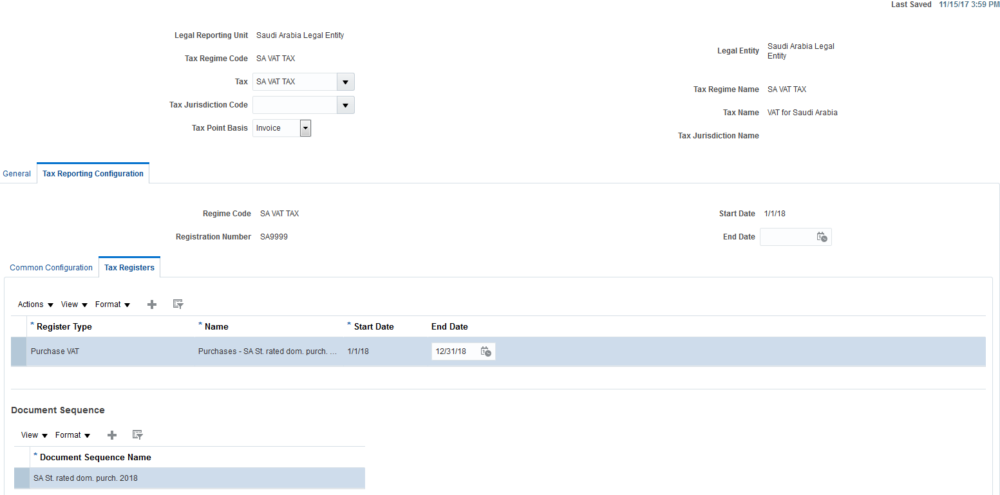 Last Saved 11/15/17 3:59 PM
Legal Reporting Unit Saudi Arabia Legal Entity
Legal Entity Saudi Arabia Legal
Entity
Tax Regime Code SA VAT TAX
Tax SA VAT TAX
Tax Regime Name SA VAT TAX
Tax Jurisdiction Code
Tax Name VAT for Saudi Arabia
Tax Point Basis Invoice
Tax Jurisdiction Name
General Tax Reporting Configuration
Regime Code SA VAT TAX Start Date 1/1/18
Registration Number SA9999 End Date
Common Configuration Tax Registers
Actions View Format
* Register Type * Name * Start Date End Date
Purchase VAT Purchases - SA St. rated dom. purch. ... 1/1/18 12/31/18
Document Sequence
View Format
* Document Sequence Name
SA St. rated dom. purch. 2018